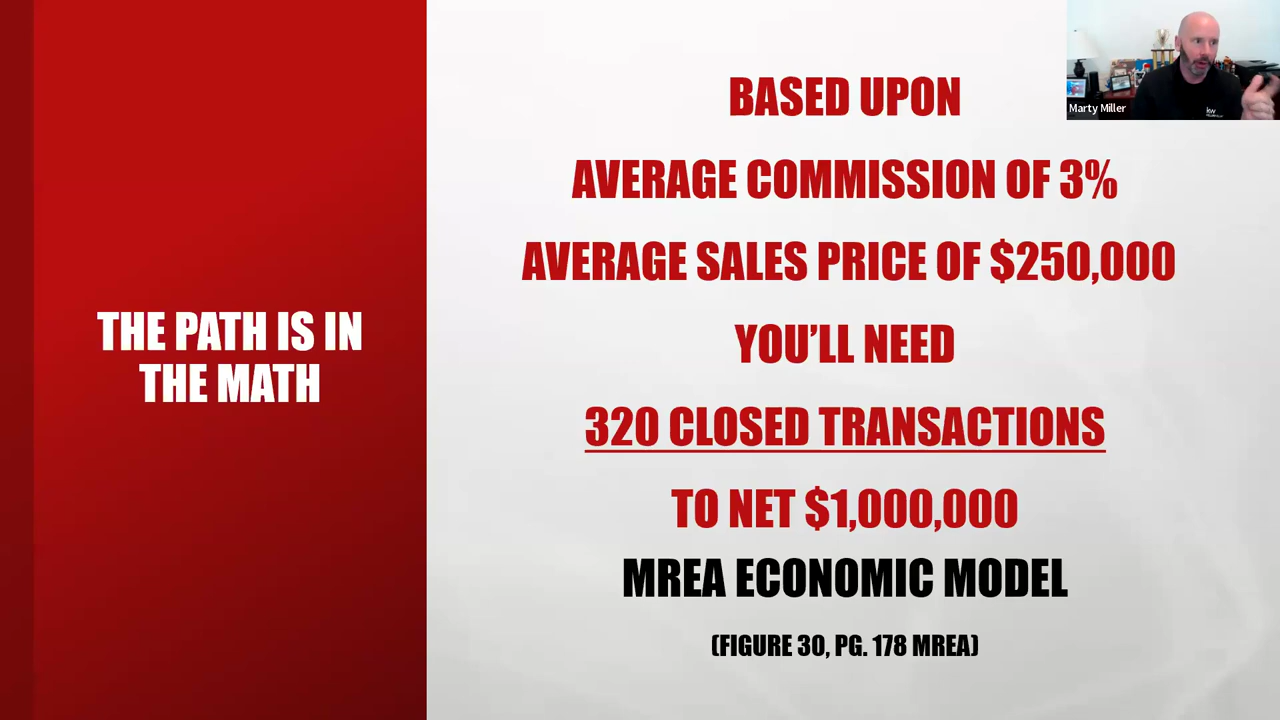 THE PATH IS IN
THE MATH
BASED UPON
AVERAGE COMMISSION OF 3%
AVERAGE SALES PRICE OF $250,000
YOU'LL NEED
320 CLOSED TRANSACTIONS
TO NET $1,000,000
MREA ECONOMIC MODEL
(FIGURE 30, PG. 178 MREA)
Marty Miller
kw